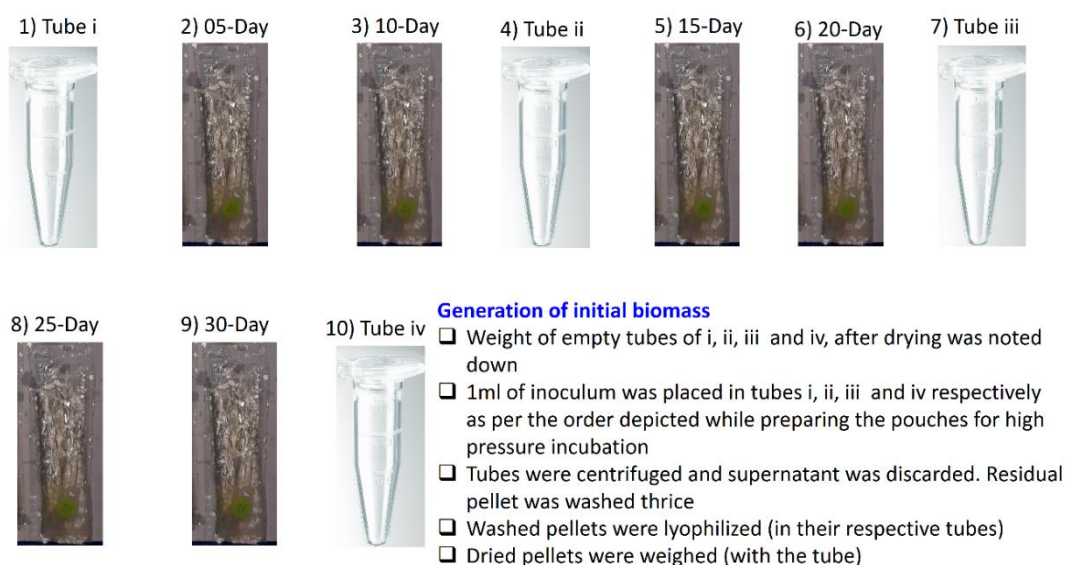 1) Tube i
2) 05-Day
3) 10-Day
4) Tube ii
5) 15-Day
6) 20-Day
7) Tube iii
8) 25-Day
9) 30-Day
10) Tube iv
Generation of initial biomass
❑ Weight of empty tubes of i, ii, iii and iv, after drying was noted
down
❑ 1ml of inoculum was placed in tubes i, ii, iii and iv respectively
as per the order depicted while preparing the pouches for high
pressure incubation
❑ Tubes were centrifuged and supernatant was discarded. Residual
pellet was washed thrice
❑ Washed pellets were lyophilized (in their respective tubes)
❑ Dried pellets were weighed (with the tube)